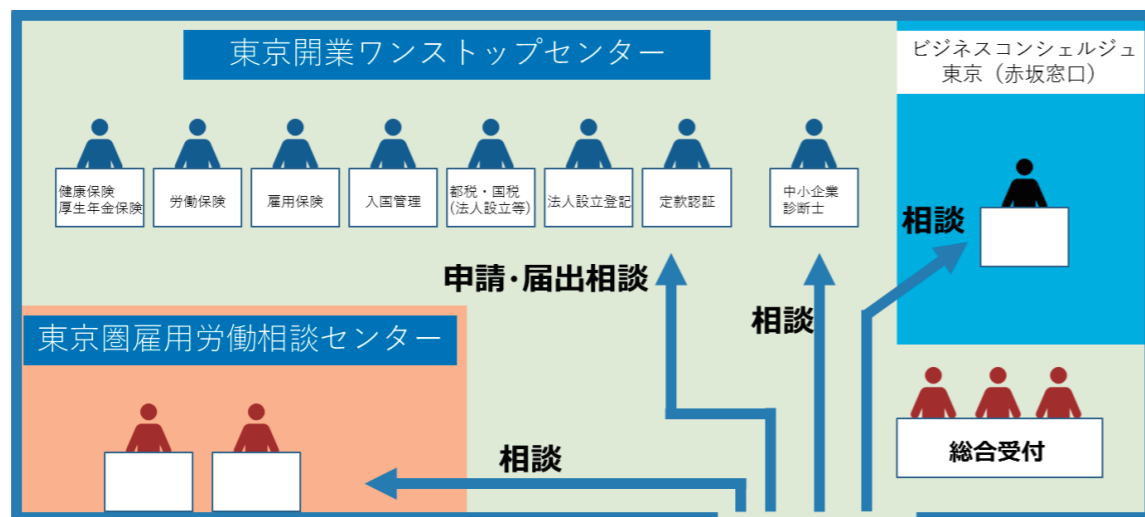 東京開業ワンストップセンター
ビジネスコンシェルジュ
東京（赤坂窓口）
健康保険
厚生年金保険
労働保険
雇用保険
入国管理
都税・国税
(法人設立等)
法人設立登記
定款認証
中小企業
診断士
相談
申請・届出相談
相談
東京圏雇用労働相談センター
相談
総合受付